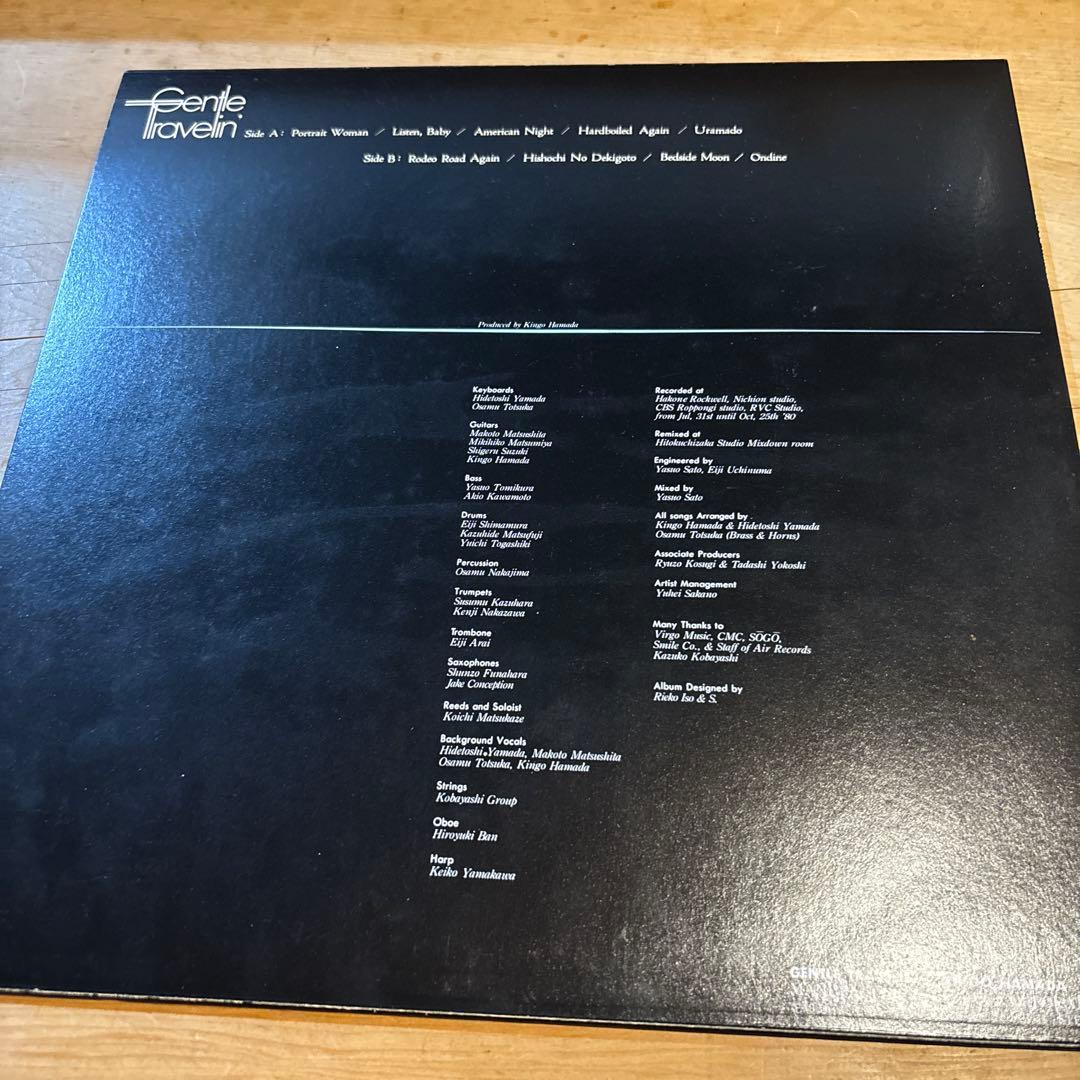 Gentle
Travelin'
Side A: Portrait Woman / Listen, Baby / American Night / Hardboiled Again / Uramado
Side B: Rodeo Road Again / Hishochi No Dekigoto / Bedside Moon / Ondine
Produced by Kingo Hamada
Keyboards
Hidetoshi Yamada
Osamu Totsuka
Guitars
Makoto Matsushita
Mikihiko Matsumiya
Shigeru Suzuki
Kingo Hamada
Bass
Yasuo Tomikura
Akio Kawamoto
Drums
Eiji Shimamura
Kazuhide Matsufuji
Yuichi Togashiki
Percussion
Osamu Nakajima
Trumpets
Susumu Kazuhara
Kenji Nakazawa
Trombone
Eiji Arai
Saxophones
Shunzo Funahara
Jake Conception
Reeds and Soloist
Koichi Matsukaze
Background Vocals
Hidetoshi Yamada, Makoto Matsushita
Osamu Totsuka, Kingo Hamada
Strings
Kobayashi Group
Oboe
Hiroyuki Ban
Harp
Keiko Yamakawa
Recorded at
Hakone Rockwell, Nichion studio,
CBS Roppongi studio, RVC Studio,
from Jul, 31st until Oct, 25th '80
Remixed at
Hitokuchizaka Studio Mixdown room
Engineered by
Yasuo Sato, Eiji Uchinuma
Mixed by
Yasuo Sato
All songs Arranged by
Kingo Hamada & Hidetoshi Yamada
Osamu Totsuka (Brass & Horns)
Associate Producers
Ryuzo Kosugi & Tadashi Yokoshi
Artist Management
Yuhei Sakano
Many Thanks to
Virgo Music, CMC, SŌGŌ,
Smile Co., & Staff of Air Records
Kazuko Kobayashi
Album Designed by
Rieko Iso & S.
GENTLE HAMADA